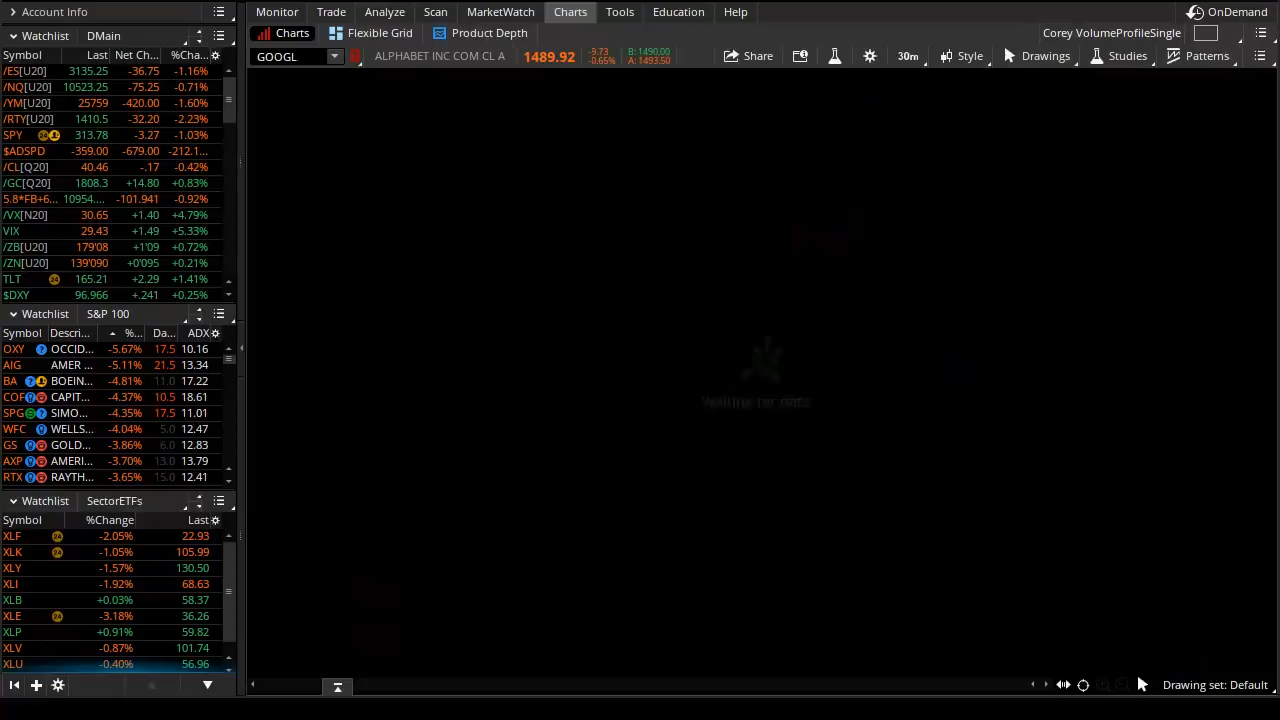 Account Info
Monitor Trade Analyze Scan MarketWatch Charts Tools Education Help OnDemand
Watchlist DMain
Charts Flexible Grid Product Depth Corey VolumeProfileSingle
GOOGL ALPHABET INC COM CL A 1489.92 -9.73 -0.65% B: 1490.00 A: 1493.50 Share 30m Style Drawings Studies Patterns
Symbol Last Net Ch... %Cha...
/ES[U20] 3135.25 -36.75 -1.16%
/NQ[U20] 10523.25 -75.25 -0.71%
/YM[U20] 25759 -420.00 -1.60%
/RTY[U20] 1410.5 -32.20 -2.23%
SPY 313.78 -3.27 -1.03%
$ADSPD -359.00 -679.00 -212.1...
/CL[Q20] 40.46 -.17 -0.42%
/GC[Q20] 1808.3 +14.80 +0.83%
5.8*FB+6... 10954.... -101.941 -0.92%
/VX[N20] 30.65 +1.40 +4.79%
VIX 29.43 +1.49 +5.33%
/ZB[U20] 179'08 +1'09 +0.72%
/ZN[U20] 139'090 +0'095 +0.21%
TLT 165.21 +2.29 +1.41%
$DXY 96.966 +.241 +0.25%
Watchlist S&P 100
Symbol Descri... %... Da... ADX
OXY OCCID... -5.67% 17.5 10.16
AIG AMER ... -5.11% 21.5 13.34
BA BOEIN... -4.81% 11.0 17.22
COF CAPIT... -4.37% 10.5 18.61
SPG SIMO... -4.35% 17.5 11.01
WFC WELLS... -4.04% 5.0 12.47
GS GOLD... -3.86% 6.0 12.83
AXP AMERI... -3.70% 13.0 13.79
RTX RAYTH... -3.65% 15.0 12.41
Waiting for data
Watchlist SectorETFs
Symbol %Change Last
XLF -2.05% 22.93
XLK -1.05% 105.99
XLY -1.57% 130.50
XLI -1.92% 68.63
XLB +0.03% 58.37
XLE -3.18% 36.26
XLP +0.91% 59.82
XLV -0.87% 101.74
XLU -0.40% 56.96
Drawing set: Default